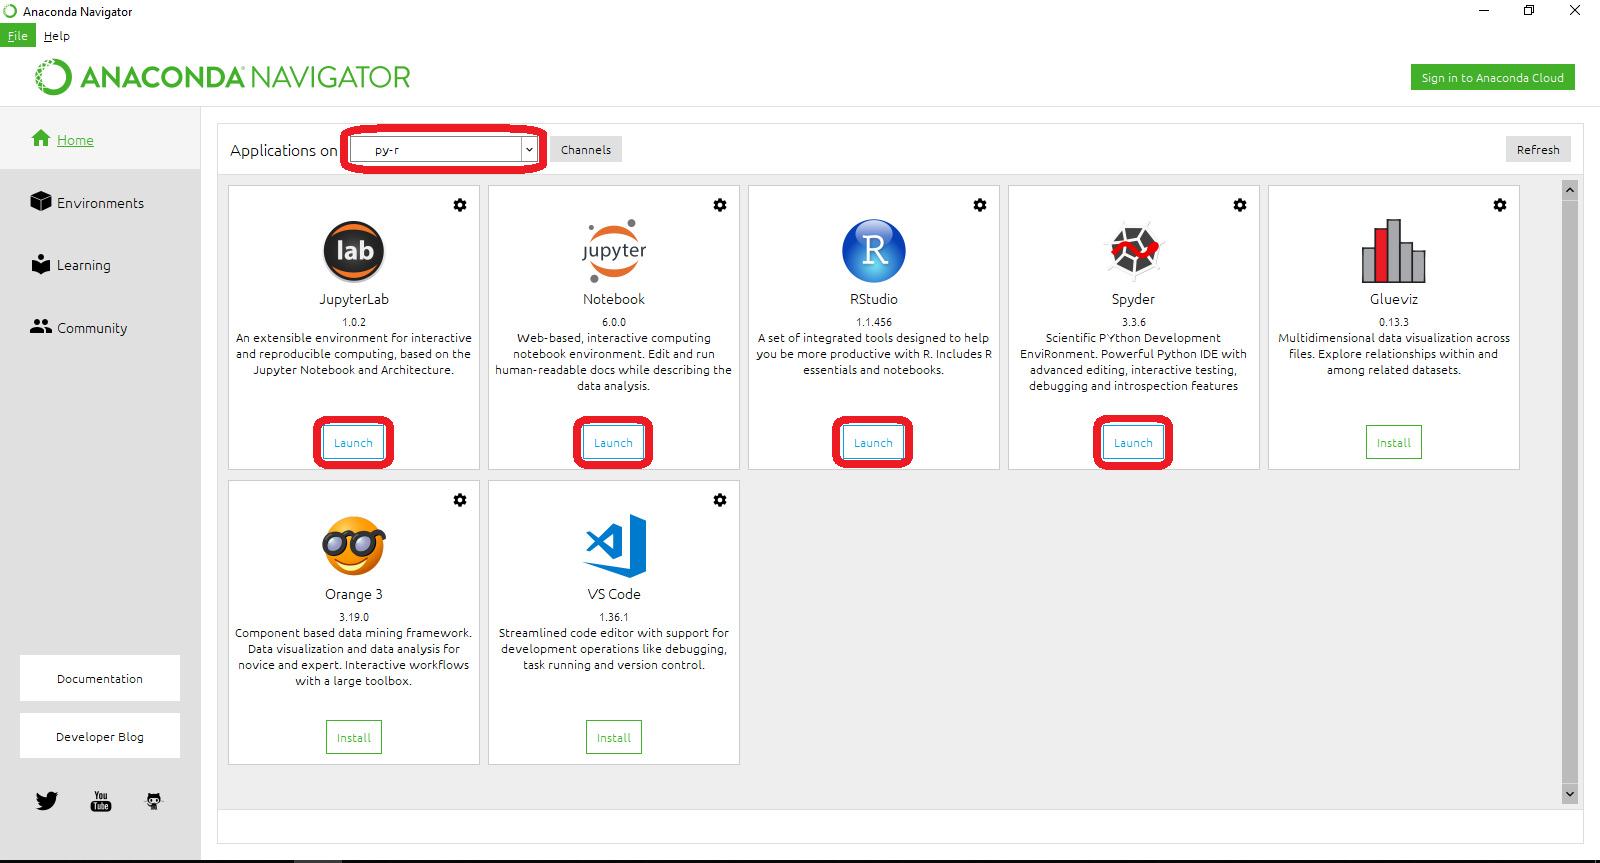 Anaconda Navigator
File Help
ANACONDA NAVIGATOR
Sign in to Anaconda Cloud
Home
Environments
Learning
Community
Documentation
Developer Blog
You
Tube
Applications on py-r Channels Refresh
lab
JupyterLab
1.0.2
An extensible environment for interactive
and reproducible computing, based on the
Jupyter Notebook and Architecture.
Launch
jupyter
Notebook
6.0.0
Web-based, interactive computing
notebook environment. Edit and run
human-readable docs while describing the
data analysis.
Launch
R
RStudio
1.1.456
A set of integrated tools designed to help
you be more productive with R. Includes R
essentials and notebooks.
Launch
Spyder
3.3.6
Scientific PYthon Development
EnviRonment. Powerful Python IDE with
advanced editing, interactive testing,
debugging and introspection features
Launch
Glueviz
0.13.3
Multidimensional data visualization across
files. Explore relationships within and
among related datasets.
Install
Orange 3
3.19.0
Component based data mining framework.
Data visualization and data analysis for
novice and expert. Interactive workflows
with a large toolbox.
Install
VS Code
1.36.1
Streamlined code editor with support for
development operations like debugging,
task running and version control.
Install